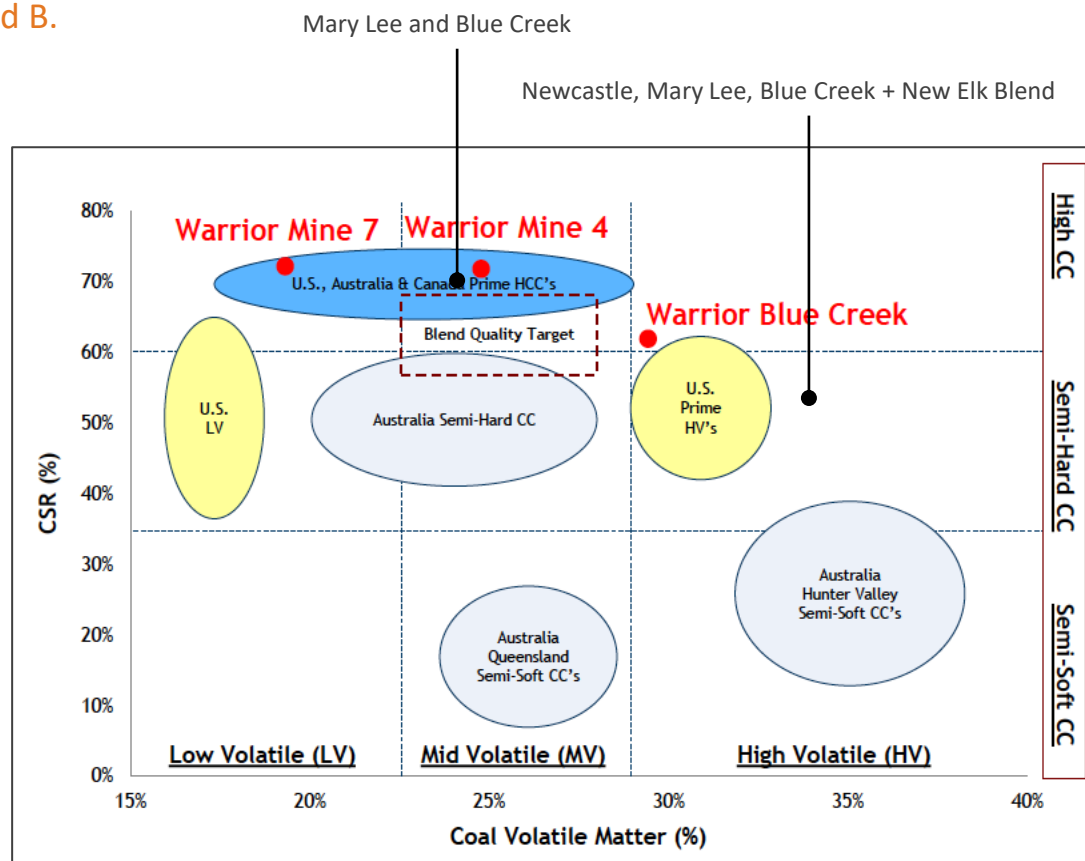 d B.
Mary Lee and Blue Creek
Newcastle, Mary Lee, Blue Creek + New Elk Blend
80%
70%
60%
50%
40%
30%
20%
10%
0%
CSR (%)
Warrior Mine 7
Warrior Mine 4
U.S., Australia & Canada Prime HCC's
Blend Quality Target
Warrior Blue Creek
U.S.
LV
Australia Semi-Hard CC
U.S.
Prime
HV's
Australia
Hunter Valley
Semi-Soft CC's
Australia
Queensland
Semi-Soft CC's
High CC
Semi-Hard CC
Semi-Soft CC
Low Volatile (LV)
Mid Volatile (MV)
High Volatile (HV)
15%
20%
25%
30%
35%
40%
Coal Volatile Matter (%)